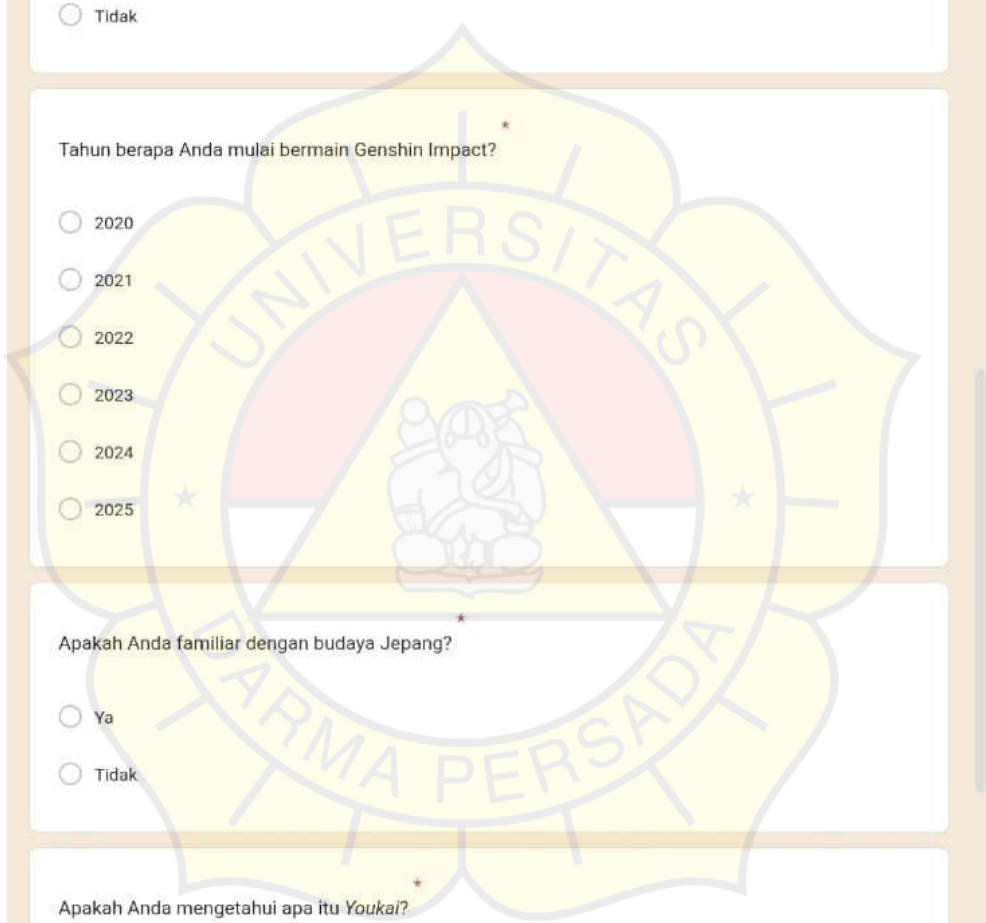 Tidak
*
Tahun berapa Anda mulai bermain Genshin Impact?
2020
2021
2022
2023
2024
2025
*
Apakah Anda familiar dengan budaya Jepang?
Ya
Tidak
*
Apakah Anda mengetahui apa itu Youkai?
UNIVERSITAS
DARMA PERSADA